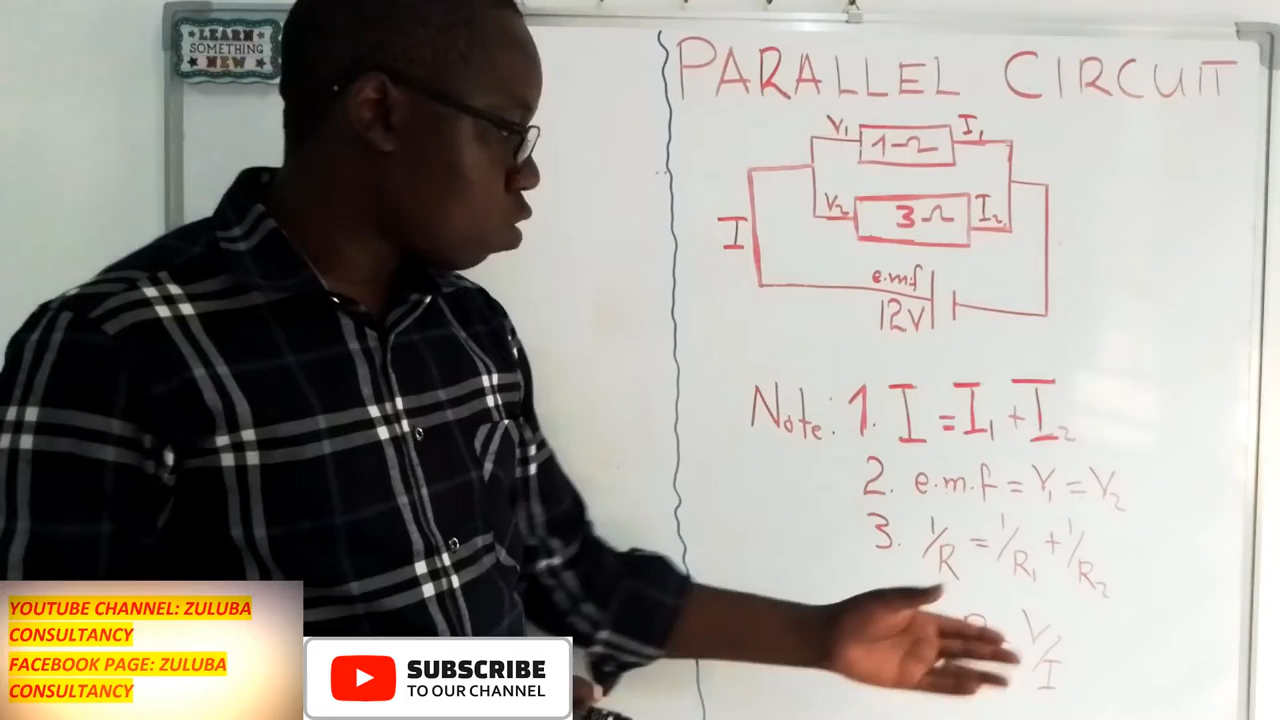 LEARN
SOMETHING
NEW
PARALLEL CIRCUIT
V₁ 1Ω I₁
V₂ 3Ω I₂
I
e.m.f
12V
Note: 1. I = I₁ + I₂
2. e.m.f = V₁ = V₂
3. 1/R = 1/R₁ + 1/R₂
V/I
YOUTUBE CHANNEL: ZULUBA
CONSULTANCY
FACEBOOK PAGE: ZULUBA
CONSULTANCY
SUBSCRIBE
TO OUR CHANNEL